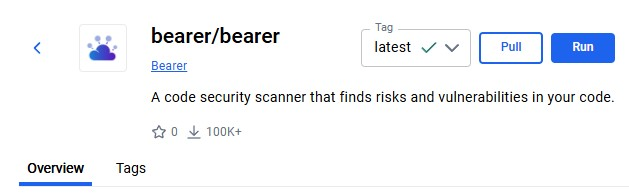 bearer/bearer
Tag
latest
Pull
Run
Bearer
A code security scanner that finds risks and vulnerabilities in your code.
0 100K+
Overview Tags